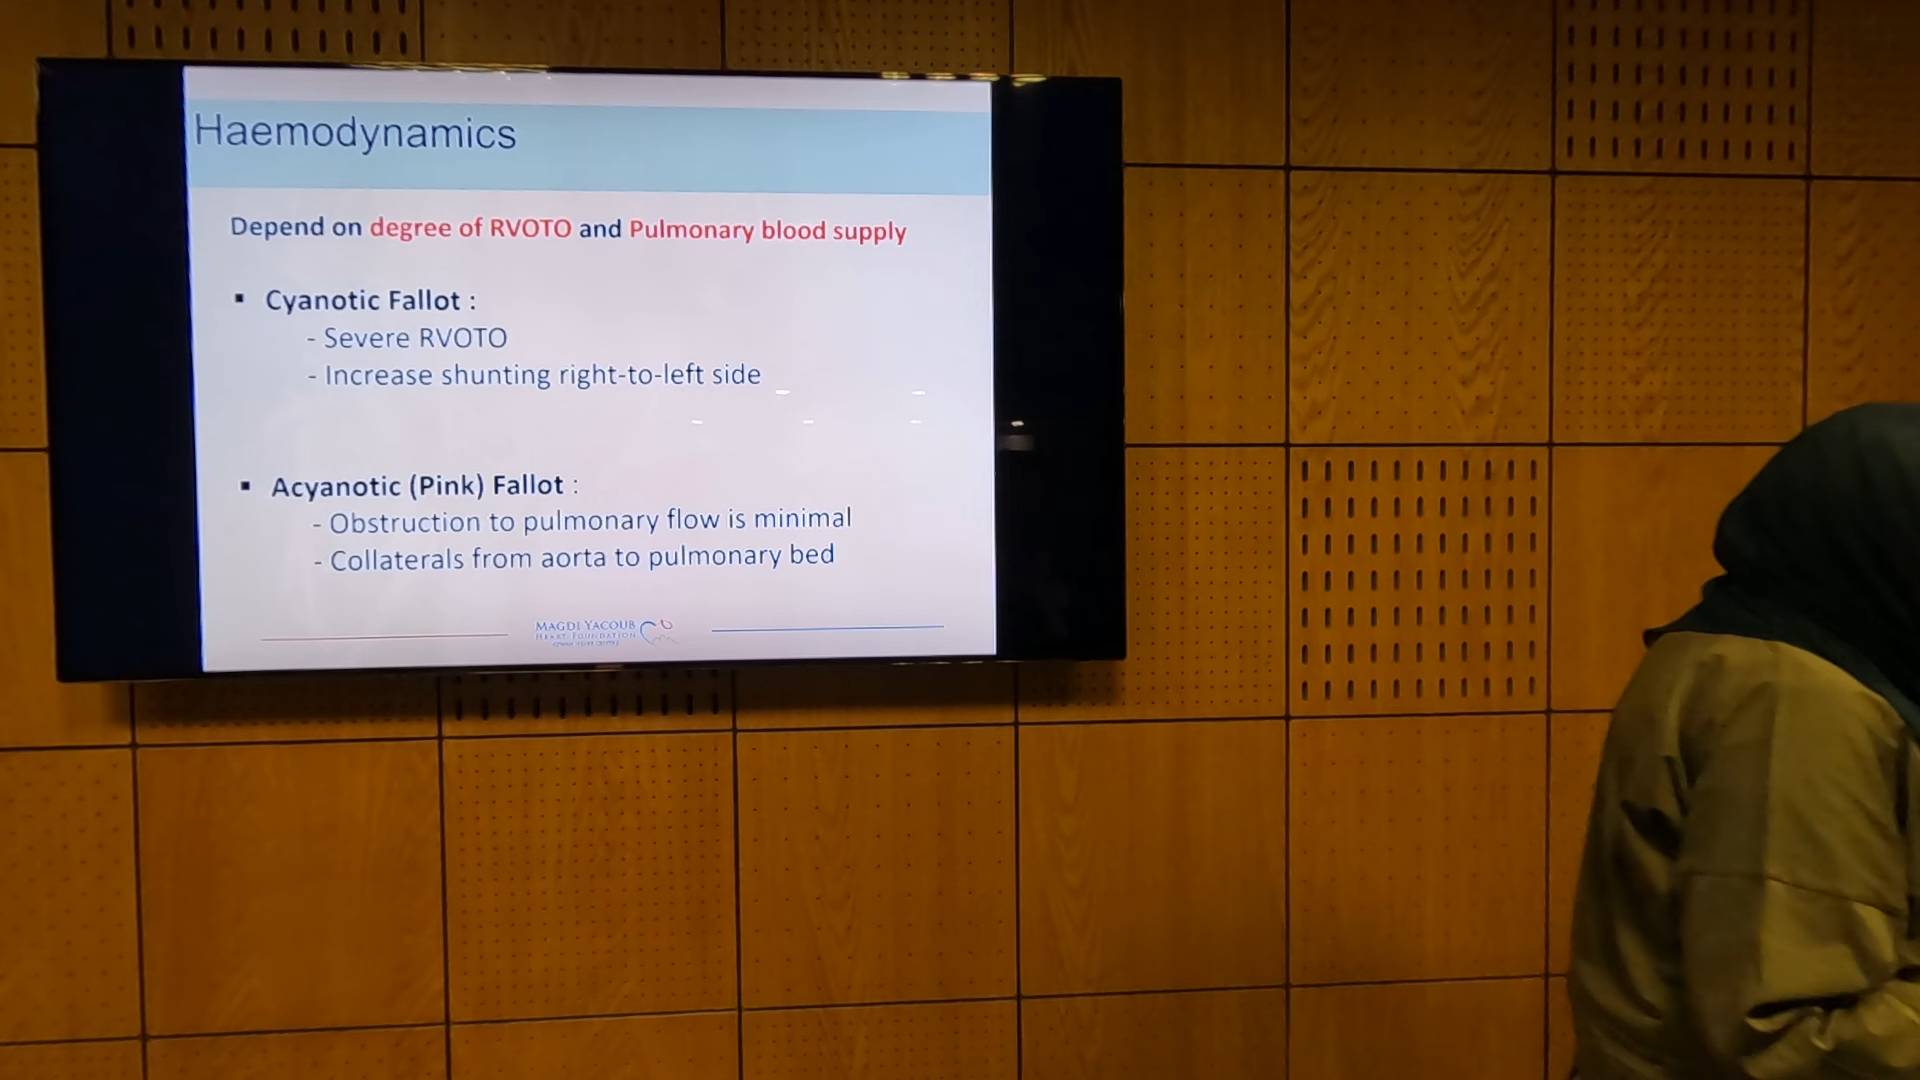 Haemodynamics
Depend on degree of RVOTO and Pulmonary blood supply
▪ Cyanotic Fallot :
- Severe RVOTO
- Increase shunting right-to-left side
▪ Acyanotic (Pink) Fallot :
- Obstruction to pulmonary flow is minimal
- Collaterals from aorta to pulmonary bed
MAGDI YACOUB
HEART FOUNDATION